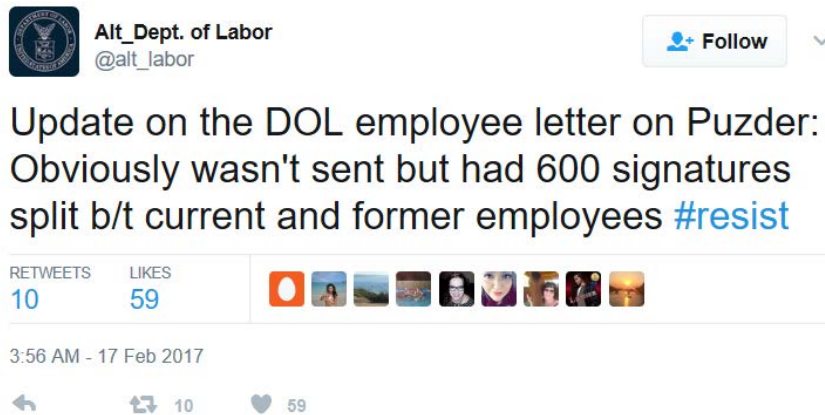 Alt_Dept. of Labor
@alt_labor
Follow
Update on the DOL employee letter on Puzder:
Obviously wasn't sent but had 600 signatures
split b/t current and former employees #resist
RETWEETS LIKES
10 59
3:56 AM - 17 Feb 2017
10 59